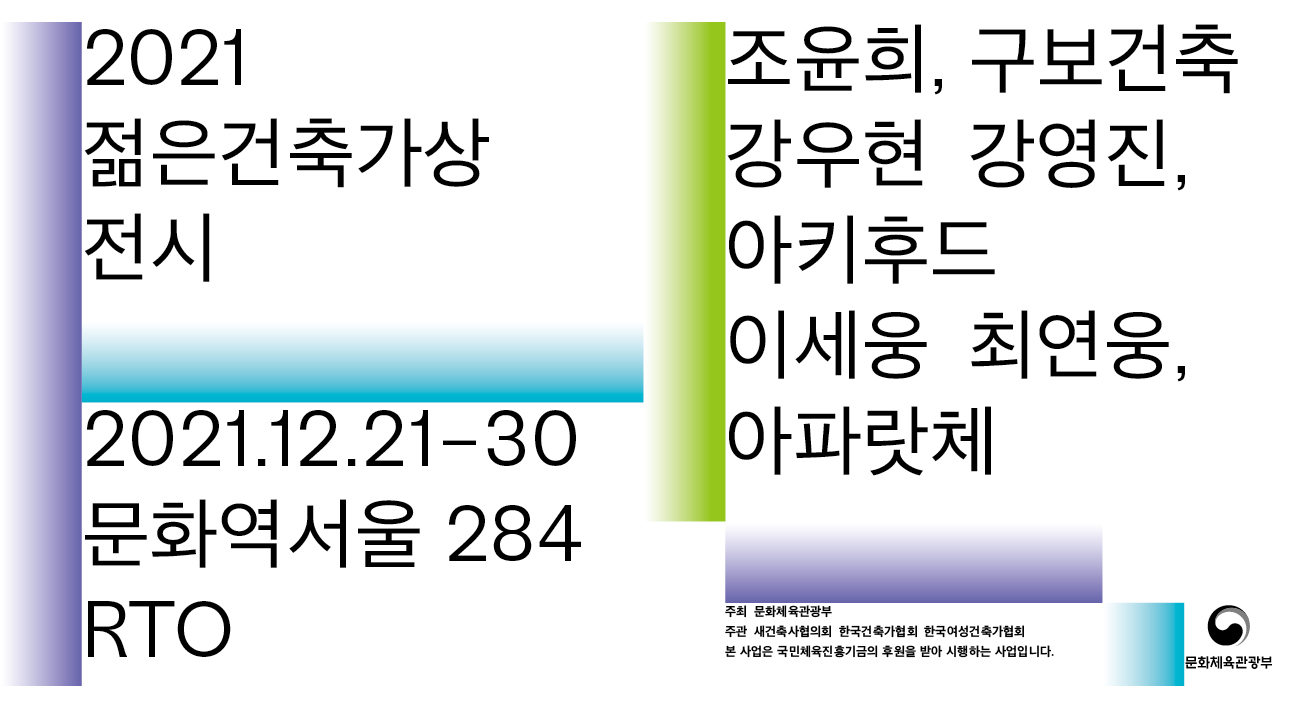 2021
젊은건축가상
전시
2021.12.21–30
문화역서울 284
RTO
조윤희, 구보건축
강우현 강영진,
아키후드
이세웅 최연웅,
아파랏체
주최 문화체육관광부
주관 새건축사협의회 한국건축가협회 한국여성건축가협회
본 사업은 국민체육진흥기금의 후원을 받아 시행하는 사업입니다.
문화체육관광부